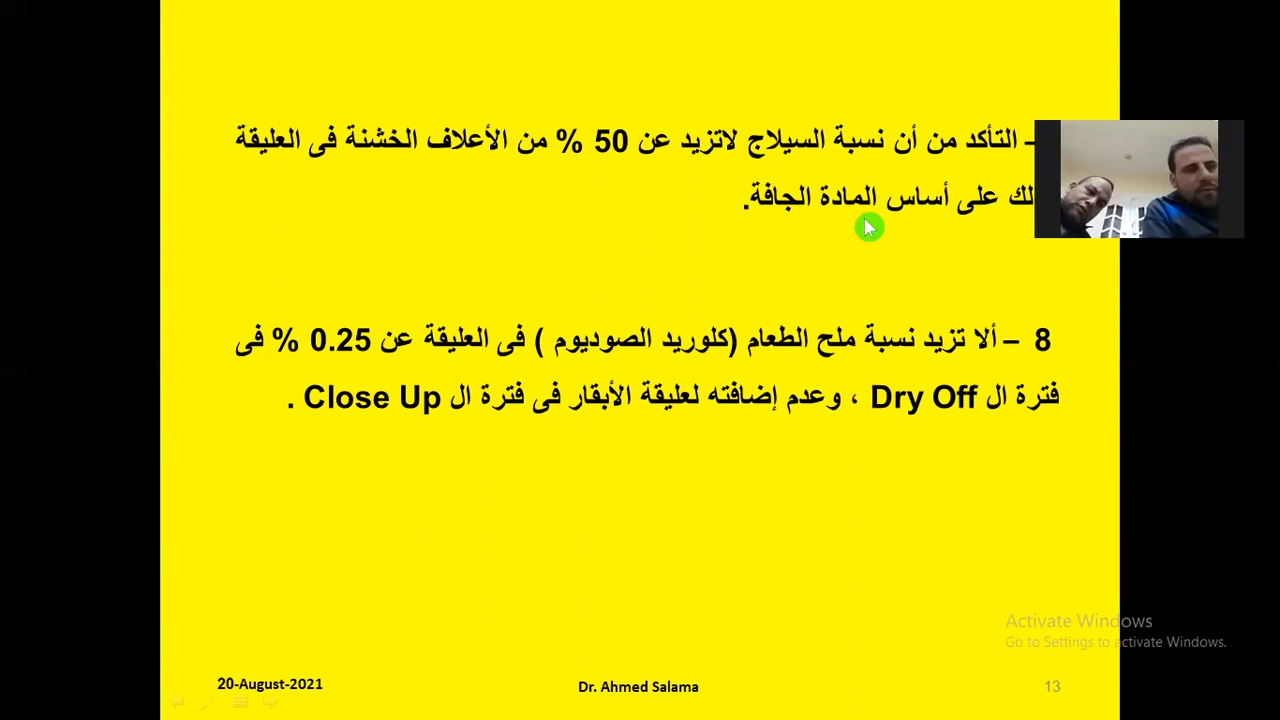 – التأكد من أن نسبة السيلاج لاتزيد عن 50 % من الأعلاف الخشنة فى العليقة
على أساس المادة الجافة.
8 – ألا تزيد نسبة ملح الطعام (كلوريد الصوديوم ) فى العليقة عن 0.25 % فى
فترة ال Dry Off ، وعدم إضافته لعليقة الأبقار فى فترة ال Close Up .
Activate Windows
Go to Settings to activate Windows.
20-August-2021
Dr. Ahmed Salama
13